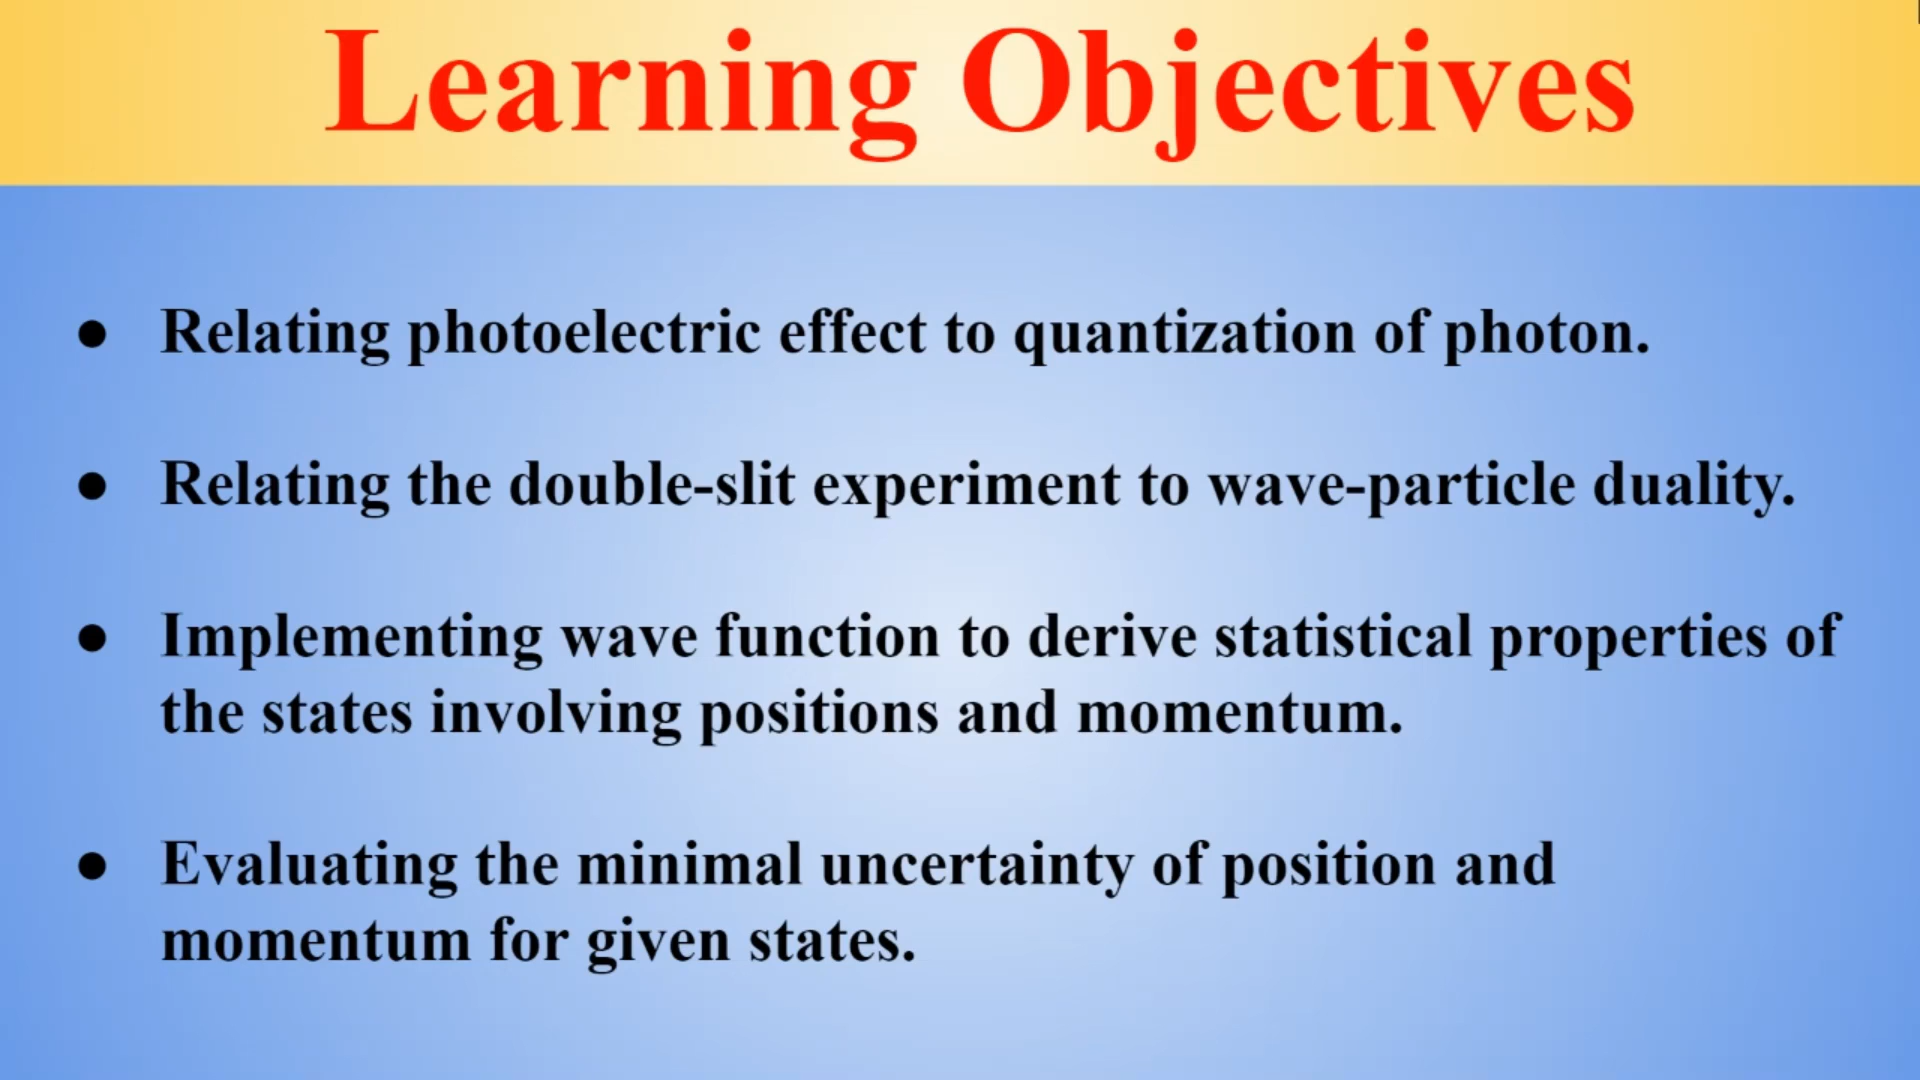 Learning Objectives
● Relating photoelectric effect to quantization of photon.
● Relating the double-slit experiment to wave-particle duality.
● Implementing wave function to derive statistical properties of
the states involving positions and momentum.
● Evaluating the minimal uncertainty of position and
momentum for given states.